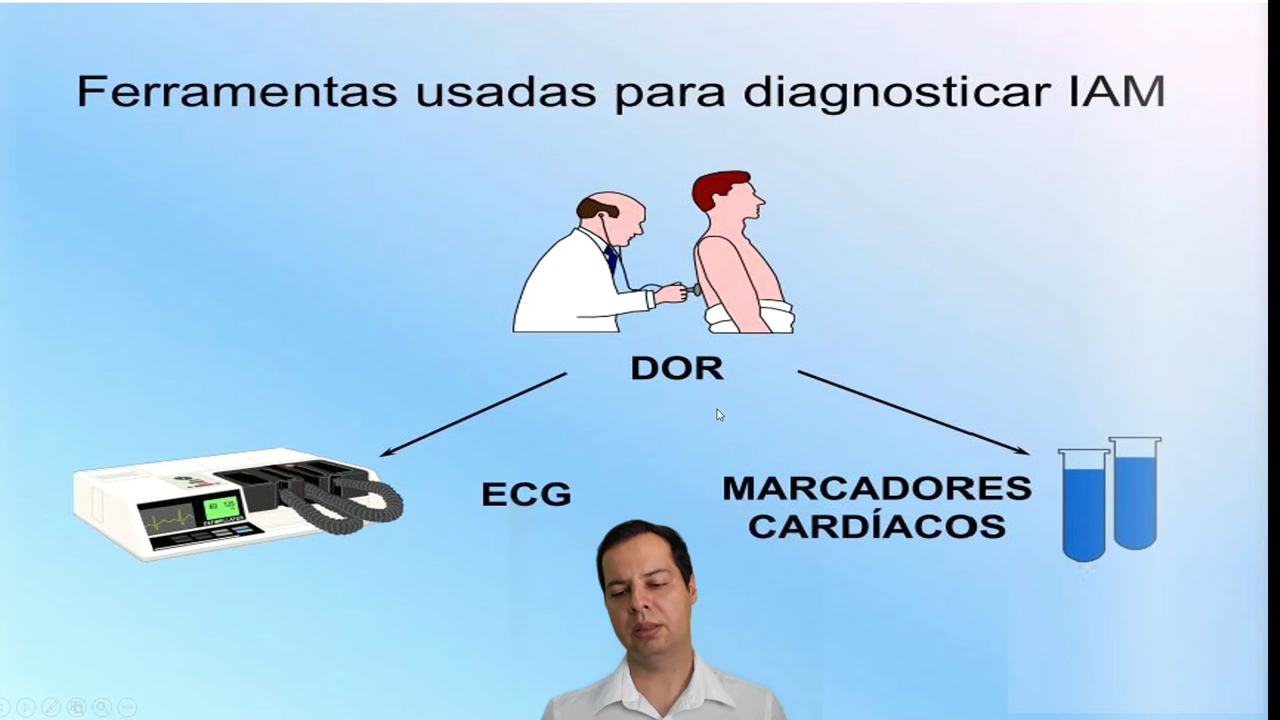 Ferramentas usadas para diagnosticar IAM
DOR
ECG
MARCADORES
CARDÍACOS